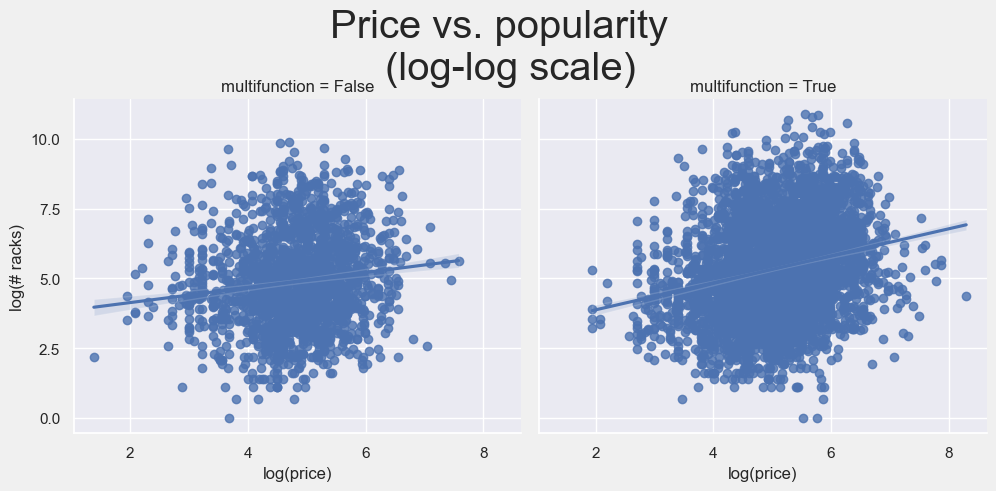 Price vs. popularity
(log-log scale)
multifunction = False
multifunction = True
10.0
7.5
5.0
2.5
0.0
log(# racks)
2 4 6 8
2 4 6 8
log(price)
log(price)